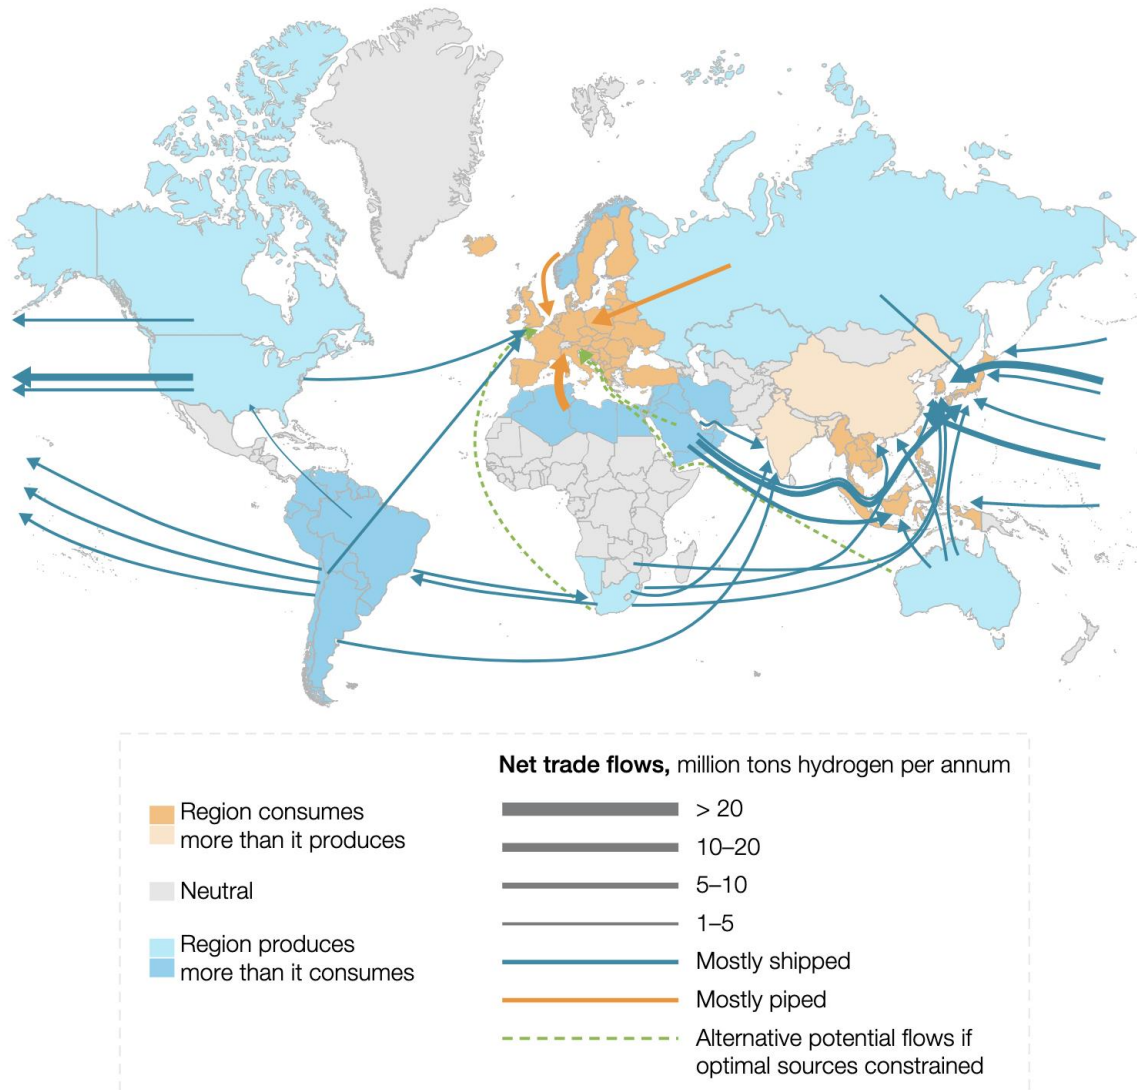 Net trade flows, million tons hydrogen per annum
Region consumes
more than it produces
Neutral
Region produces
more than it consumes
> 20
10–20
5–10
1–5
Mostly shipped
Mostly piped
Alternative potential flows if
optimal sources constrained